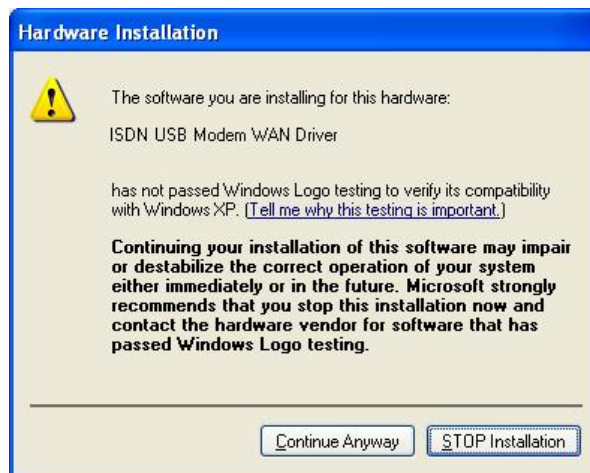 Hardware Installation
The software you are installing for this hardware:
ISDN USB Modem WAN Driver
has not passed Windows Logo testing to verify its compatibility
with Windows XP. (Tell me why this testing is important.)
Continuing your installation of this software may impair
or destabilize the correct operation of your system
either immediately or in the future. Microsoft strongly
recommends that you stop this installation now and
contact the hardware vendor for software that has
passed Windows Logo testing.
Continue Anyway
STOP Installation